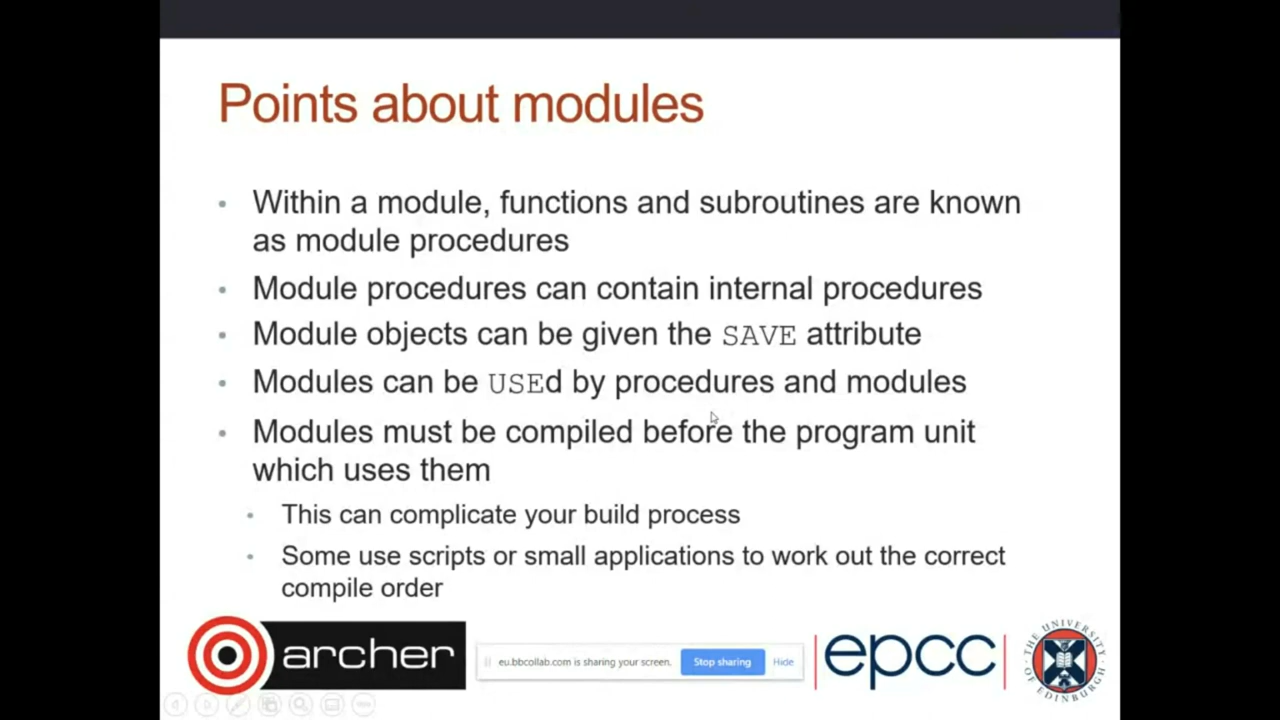 Points about modules
Within a module, functions and subroutines are known
as module procedures
Module procedures can contain internal procedures
Module objects can be given the SAVE attribute
Modules can be USEd by procedures and modules
Modules must be compiled before the program unit
which uses them
This can complicate your build process
Some use scripts or small applications to work out the correct
compile order
archer
eu.bbcollab.com is sharing your screen. Stop sharing Hide
epcc
THE UNIVERSITY OF EDINBURGH